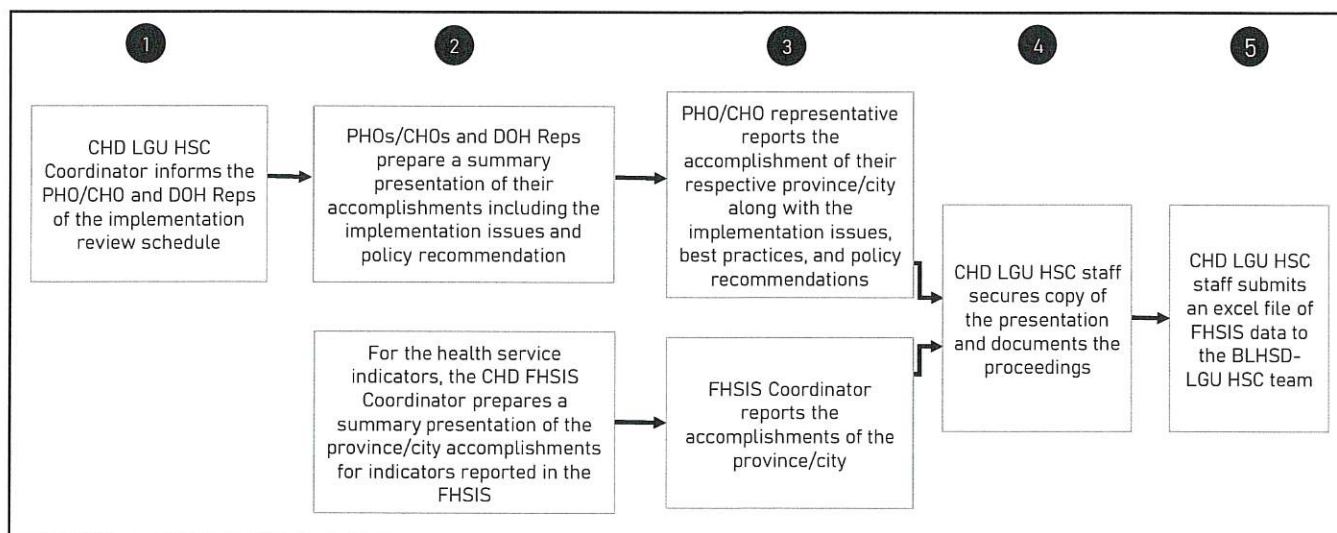 1
2
3
4
5
CHD LGU HSC
Coordinator informs the
PHO/CHO and DOH Reps
of the implementation
review schedule
PHOs/CHOs and DOH Reps
prepare a summary
presentation of their
accomplishments including the
implementation issues and
policy recommendation
For the health service
indicators, the CHD FHSIS
Coordinator prepares a
summary presentation of the
province/city accomplishments
for indicators reported in the
FHSIS
PHO/CHO representative
reports the
accomplishment of their
respective province/city
along with the
implementation issues,
best practices, and policy
recommendations
FHSIS Coordinator
reports the
accomplishments of the
province/city
CHD LGU HSC staff
secures copy of
the presentation
and documents the
proceedings
CHD LGU HSC
staff submits
an excel file of
FHSIS data to
the BLHSD-
LGU HSC team